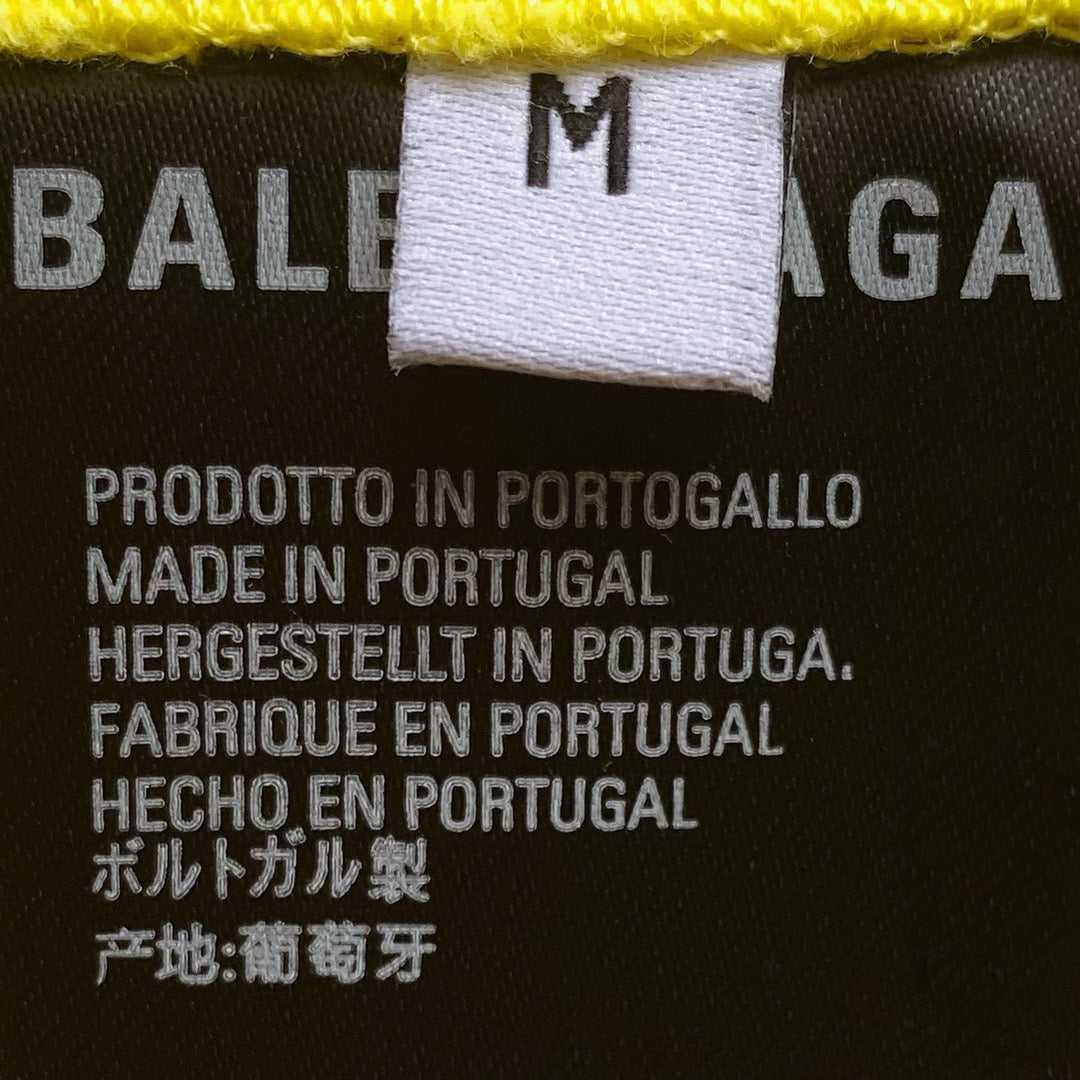 M
BALE AGA
PRODOTTO IN PORTOGALLO
MADE IN PORTUGAL
HERGESTELLT IN PORTUGA.
FABRIQUE EN PORTUGAL
HECHO EN PORTUGAL
ボルトガル製
产地:葡萄牙